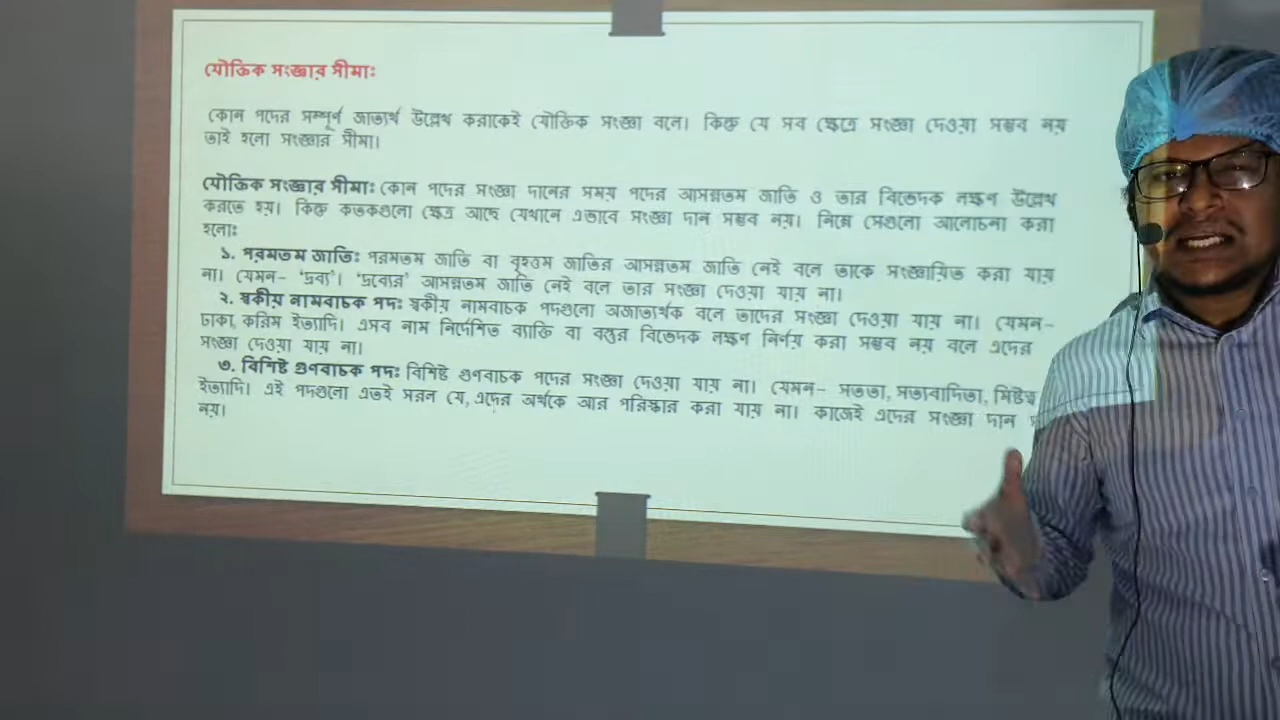 যৌক্তিক সংজ্ঞার সীমাঃ
কোন পদের সম্পূর্ণ জাত্যর্থ উল্লেখ করাকেই যৌক্তিক সংজ্ঞা বলে। কিন্তু যে সব ক্ষেত্রে সংজ্ঞা দেওয়া সম্ভব নয়
তাই হলো সংজ্ঞার সীমা।
যৌক্তিক সংজ্ঞার সীমাঃ কোন পদের সংজ্ঞা দানের সময় পদের আসন্নতম জাতি ও তার বিভেদক লক্ষণ উল্লেখ
করতে হয়। কিন্তু কতকগুলো ক্ষেত্র আছে যেখানে এভাবে সংজ্ঞা দান সম্ভব নয়। নিম্নে সেগুলো আলোচনা করা
হলোঃ
১. পরমতম জাতিঃ পরমতম জাতি বা বৃহত্তম জাতির আসন্নতম জাতি নেই বলে তাকে সংজ্ঞায়িত করা যায়
না। যেমন- ‘দ্রব্য’। ‘দ্রব্যের’ আসন্নতম জাতি নেই বলে তার সংজ্ঞা দেওয়া যায় না।
২. স্বকীয় নামবাচক পদঃ স্বকীয় নামবাচক পদগুলো অজাত্যর্থক বলে তাদের সংজ্ঞা দেওয়া যায় না। যেমন-
ঢাকা, করিম ইত্যাদি। এসব নাম নির্দেশিত ব্যাক্তি বা বস্তুর বিভেদক লক্ষণ নির্ণয় করা সম্ভব নয় বলে এদের
সংজ্ঞা দেওয়া যায় না।
৩. বিশিষ্ট গুণবাচক পদঃ বিশিষ্ট গুণবাচক পদের সংজ্ঞা দেওয়া যায় না। যেমন- সততা, সত্যবাদিতা, মিষ্টত্ব
ইত্যাদি। এই পদগুলো এতই সরল যে, এদের অর্থকে আর পরিস্কার করা যায় না। কাজেই এদের সংজ্ঞা দান
নয়।